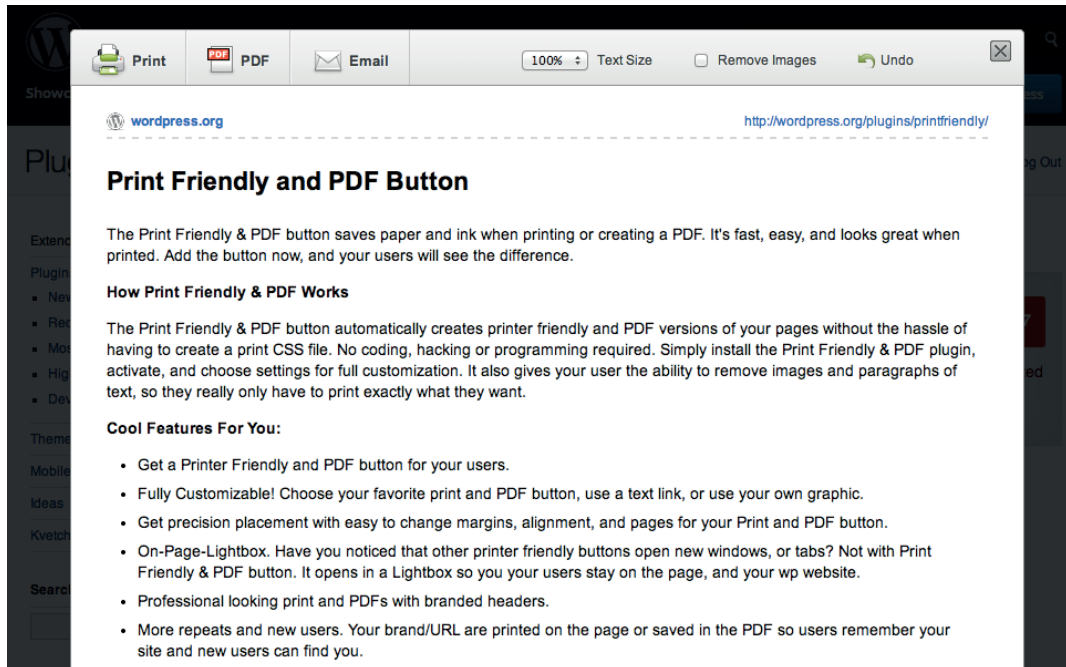 Print
PDF
PDF
Email
100%
Text Size
Remove Images
Undo
wordpress.org
http://wordpress.org/plugins/printfriendly/
Print Friendly and PDF Button
The Print Friendly & PDF button saves paper and ink when printing or creating a PDF. It's fast, easy, and looks great when
printed. Add the button now, and your users will see the difference.
How Print Friendly & PDF Works
The Print Friendly & PDF button automatically creates printer friendly and PDF versions of your pages without the hassle of
having to create a print CSS file. No coding, hacking or programming required. Simply install the Print Friendly & PDF plugin,
activate, and choose settings for full customization. It also gives your user the ability to remove images and paragraphs of
text, so they really only have to print exactly what they want.
Cool Features For You:
• Get a Printer Friendly and PDF button for your users.
• Fully Customizable! Choose your favorite print and PDF button, use a text link, or use your own graphic.
• Get precision placement with easy to change margins, alignment, and pages for your Print and PDF button.
• On-Page-Lightbox. Have you noticed that other printer friendly buttons open new windows, or tabs? Not with Print
Friendly & PDF button. It opens in a Lightbox so you your users stay on the page, and your wp website.
• Professional looking print and PDFs with branded headers.
• More repeats and new users. Your brand/URL are printed on the page or saved in the PDF so users remember your
site and new users can find you.
Mobile
Ideas
Kvetch
Out